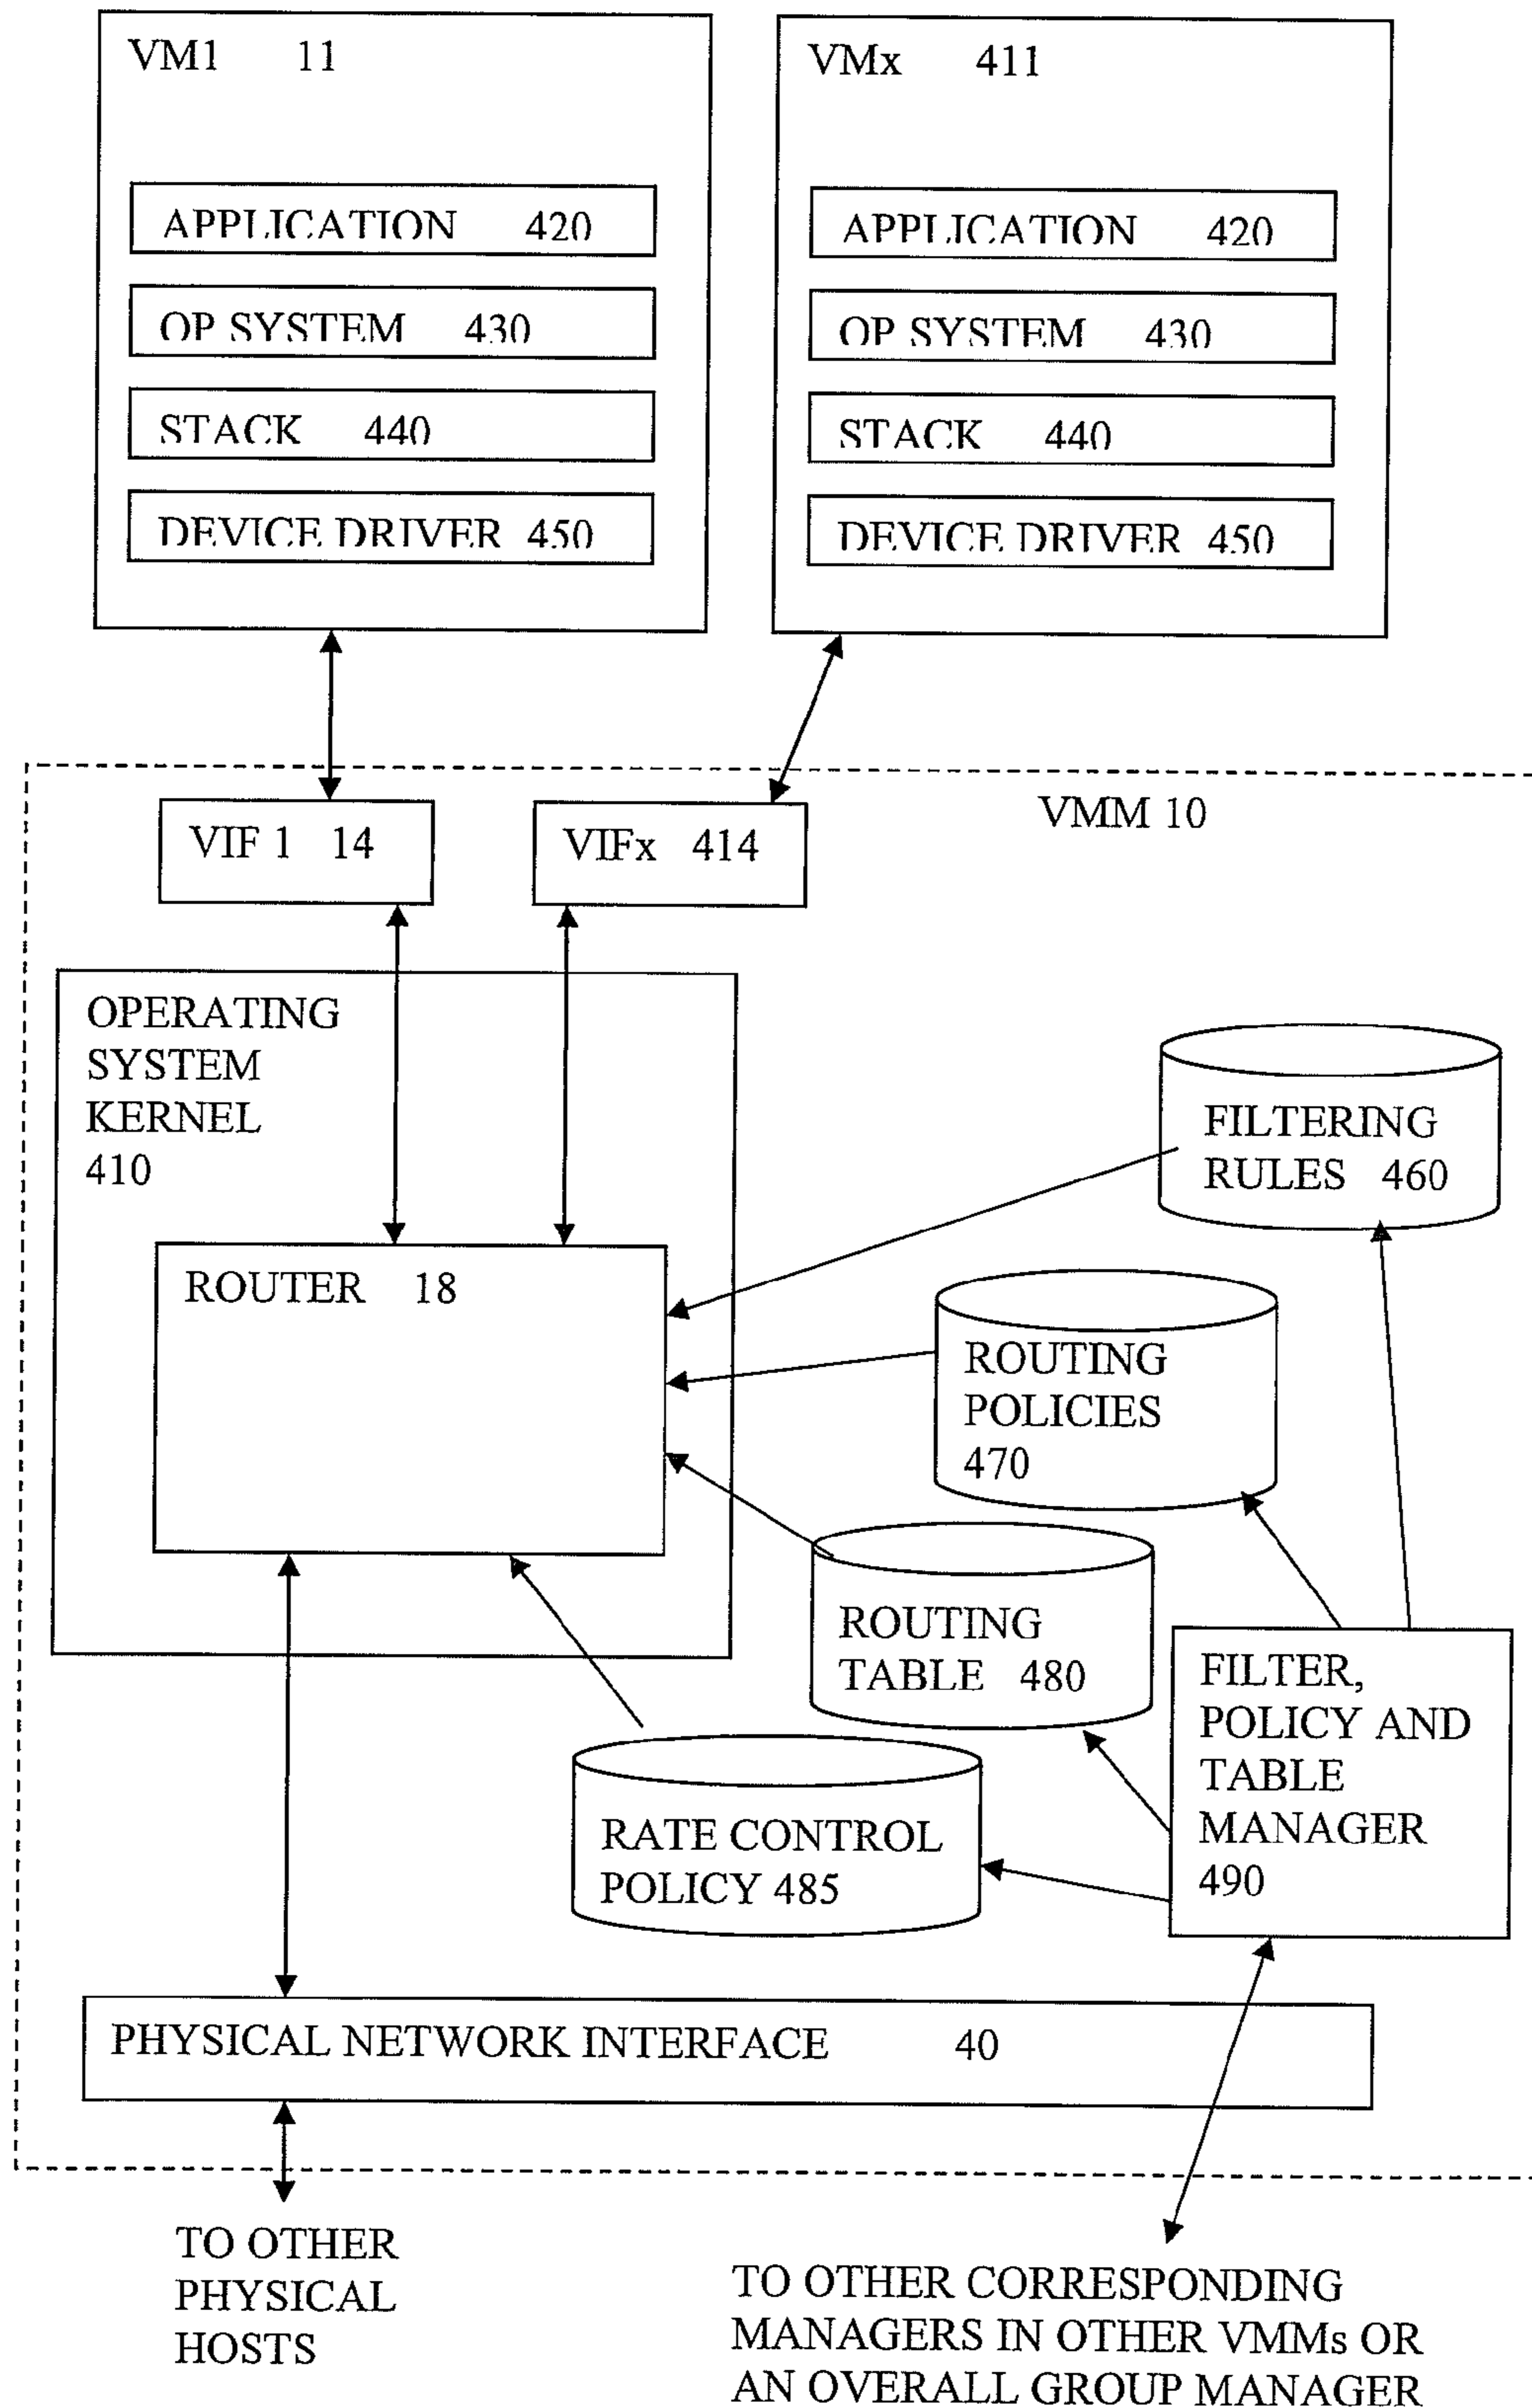 VM1 11
APPLICATION 420
OP SYSTEM 430
STACK 440
DEVICE DRIVER 450
VMx 411
APPLICATION 420
OP SYSTEM 430
STACK 440
DEVICE DRIVER 450
VMM 10
VIF 1 14
VIFx 414
OPERATING
SYSTEM
KERNEL
410
ROUTER 18
FILTERING
RULES 460
ROUTING
POLICIES
470
ROUTING
TABLE 480
RATE CONTROL
POLICY 485
FILTER,
POLICY AND
TABLE
MANAGER
490
PHYSICAL NETWORK INTERFACE 40
TO OTHER
PHYSICAL
HOSTS
TO OTHER CORRESPONDING
MANAGERS IN OTHER VMMs OR
AN OVERALL GROUP MANAGER